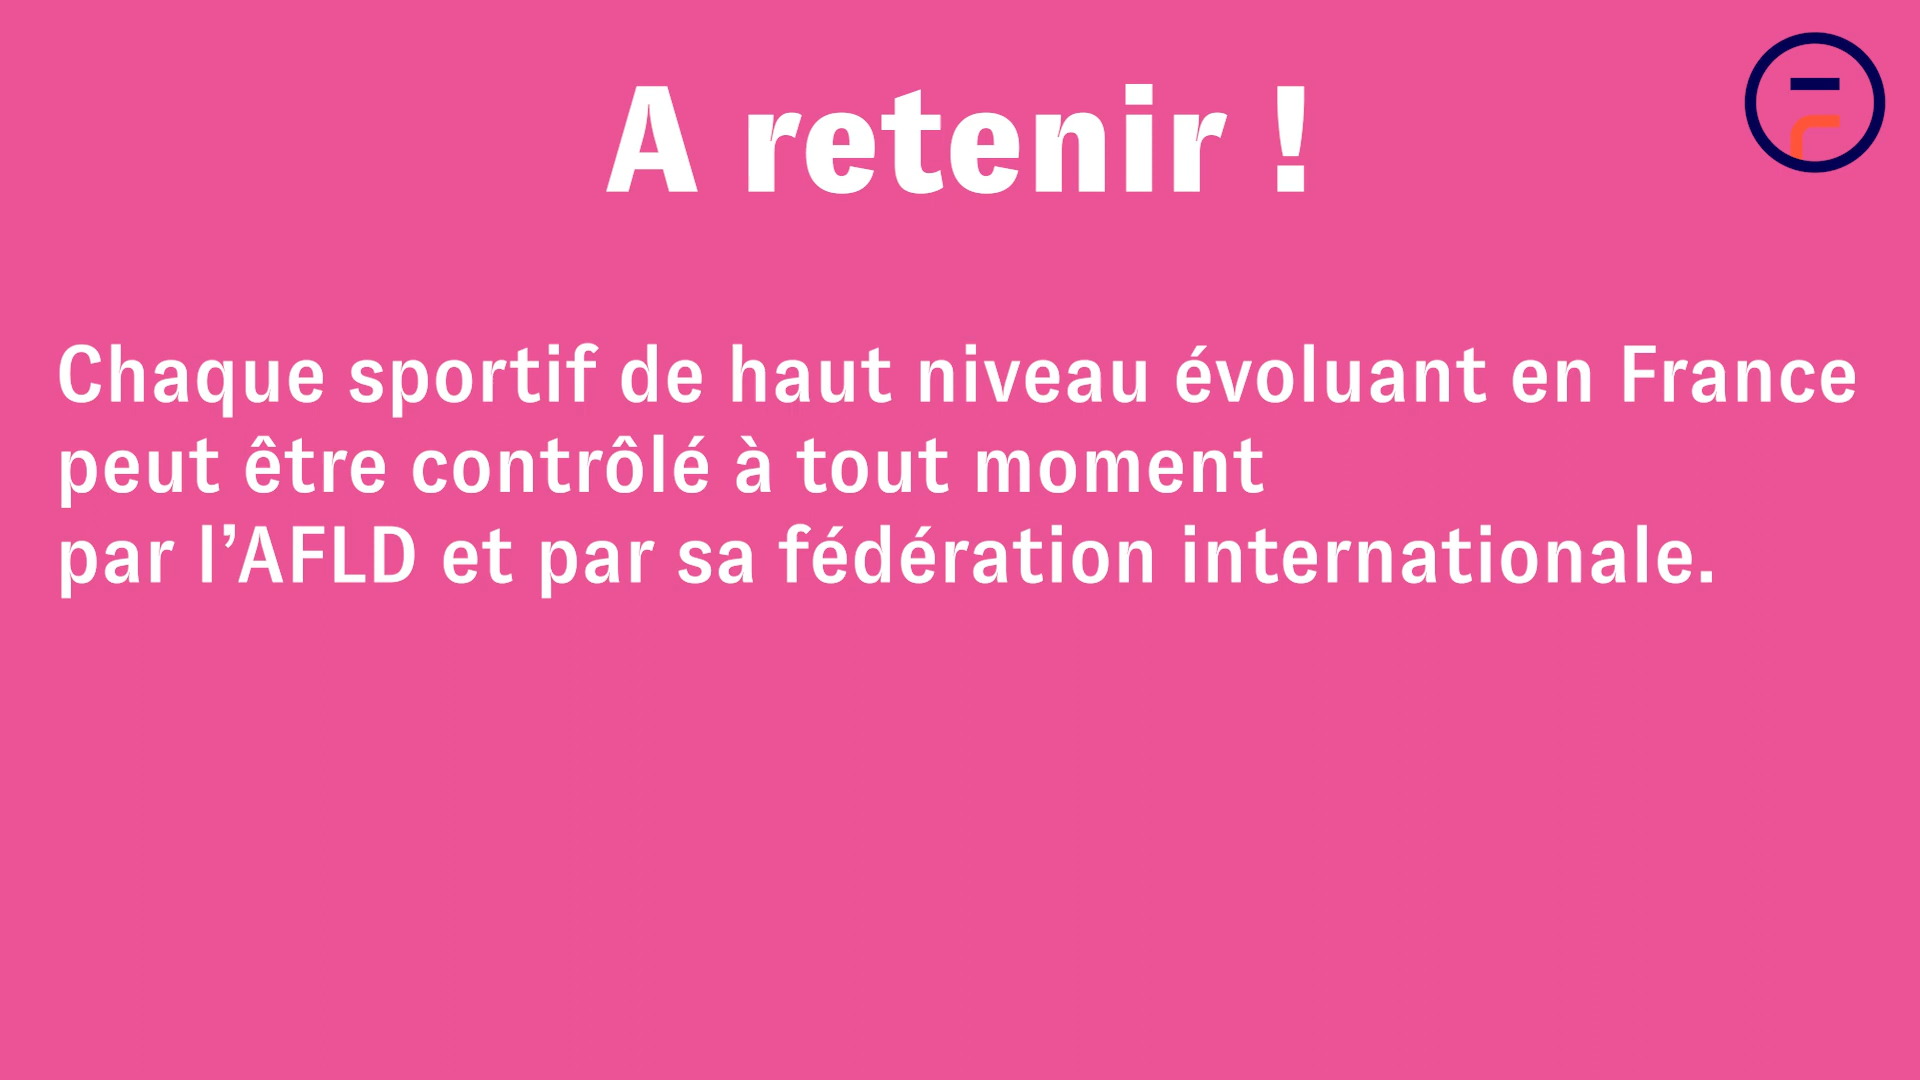 A retenir !
Chaque sportif de haut niveau évoluant en France
peut être contrôlé à tout moment
par l’AFLD et par sa fédération internationale.